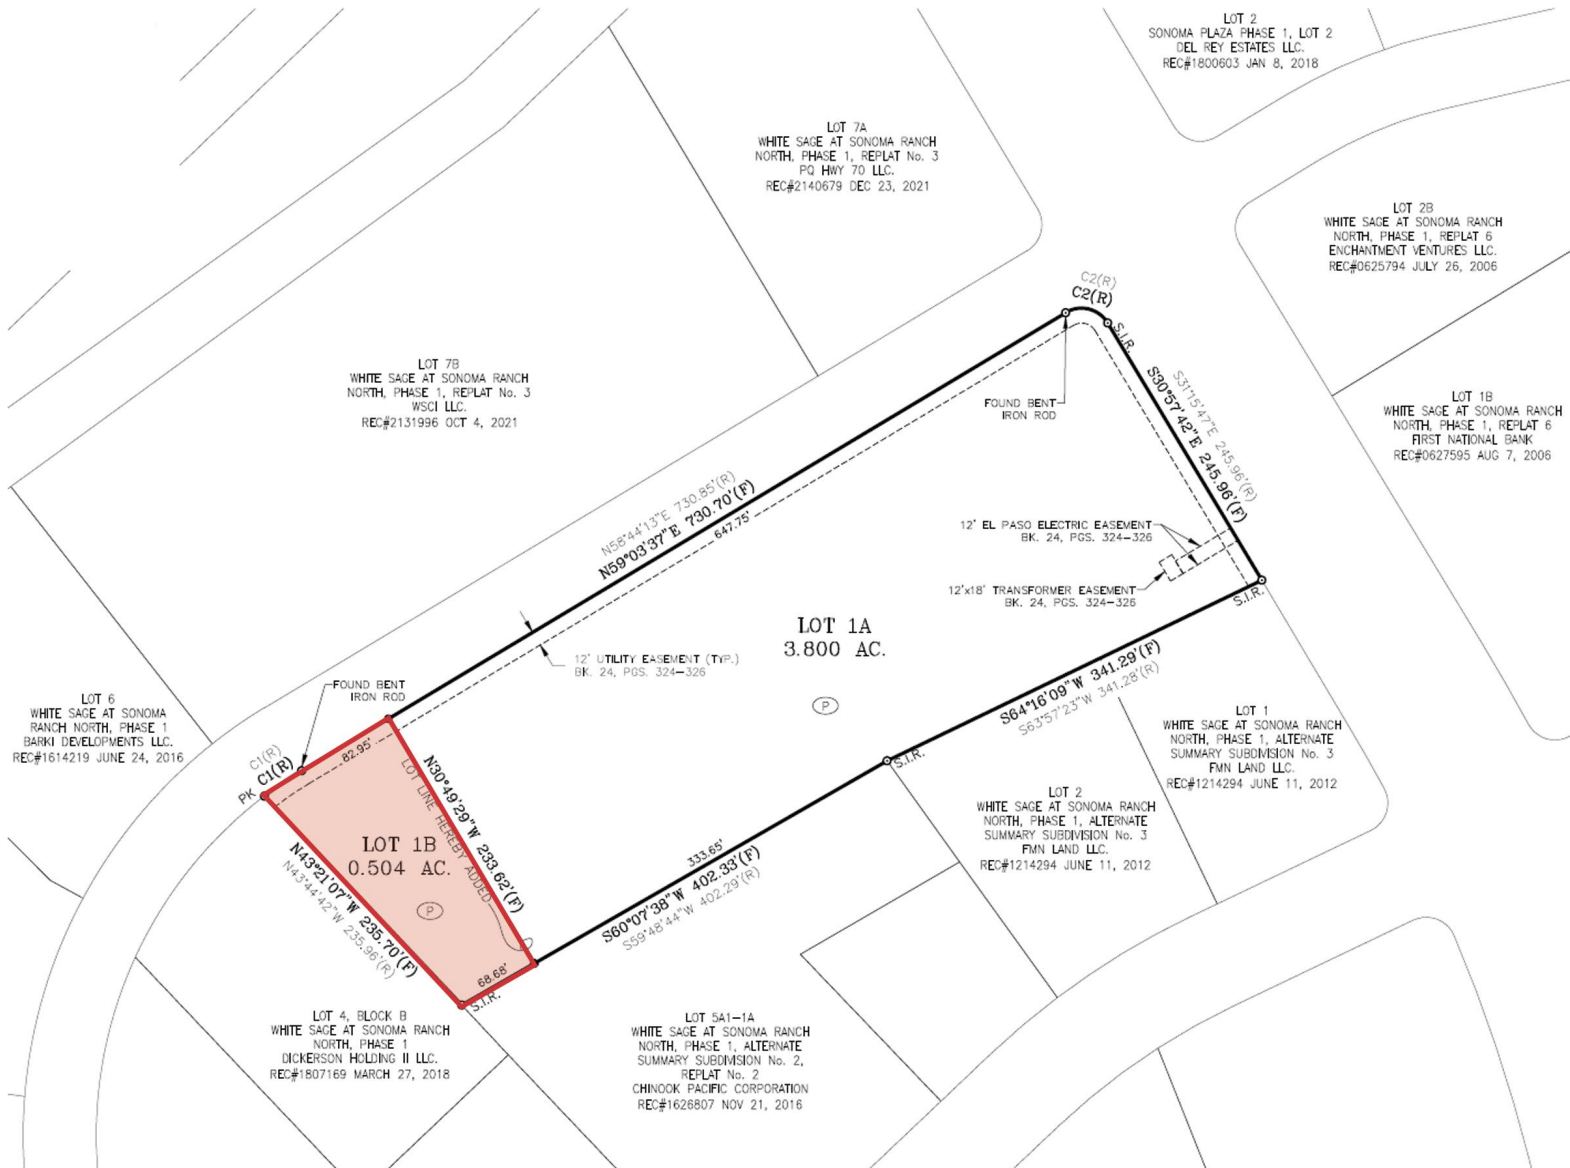 LOT 2
SONOMA PLAZA PHASE 1, LOT 2
DEL REY ESTATES LLC.
REC#1800603 JAN 8, 2018
LOT 7A
WHITE SAGE AT SONOMA RANCH
NORTH, PHASE 1, REPLAT No. 3
PQ HWY 70 LLC.
REC#2140679 DEC 23, 2021
LOT 2B
WHITE SAGE AT SONOMA RANCH
NORTH, PHASE 1, REPLAT 6
ENCHANTMENT VENTURES LLC.
REC#0625794 JULY 26, 2006
C2(R)
C2(R)
S.I.R.
LOT 7B
WHITE SAGE AT SONOMA RANCH
NORTH, PHASE 1, REPLAT No. 3
WSCI LLC.
REC#2131996 OCT 4, 2021
FOUND BENT
IRON ROD
S31°15'47"E 245.96'(R)
S30°57'42"E 245.96'(F)
LOT 1B
WHITE SAGE AT SONOMA RANCH
NORTH, PHASE 1, REPLAT 6
FIRST NATIONAL BANK
REC#0627595 AUG 7, 2006
N58°44'13"E 730.85'(R)
N59°03'37"E 730.70'(F)
647.75'
12' EL PASO ELECTRIC EASEMENT
BK. 24, PGS. 324-326
12'x18' TRANSFORMER EASEMENT
BK. 24, PGS. 324-326
S.I.R.
LOT 1A
3.800 AC.
P
12' UTILITY EASEMENT (TYP.)
BK. 24, PGS. 324-326
S64°16'09"W 341.29'(F)
S63°57'23"W 341.28'(R)
FOUND BENT
IRON ROD
LOT 6
WHITE SAGE AT SONOMA
RANCH NORTH, PHASE 1
BARKI DEVELOPMENTS LLC.
REC#1614219 JUNE 24, 2016
C1(R)
C1(R)
PK
82.95'
N30°49'29"W 233.62'(F)
LOT LINE HEREBY ADDED
S.I.R.
LOT 1
WHITE SAGE AT SONOMA RANCH
NORTH, PHASE 1, ALTERNATE
SUMMARY SUBDIVISION No. 3
FMN LAND LLC.
REC#1214294 JUNE 11, 2012
LOT 2
WHITE SAGE AT SONOMA RANCH
NORTH, PHASE 1, ALTERNATE
SUMMARY SUBDIVISION No. 3
FMN LAND LLC.
REC#1214294 JUNE 11, 2012
LOT 1B
0.504 AC.
P
N43°21'07"W 235.70'(F)
N43°44'42"W 235.96'(R)
333.65'
S60°07'38"W 402.33'(F)
S59°48'44"W 402.29'(R)
68.68'
S.I.R.
LOT 4, BLOCK B
WHITE SAGE AT SONOMA RANCH
NORTH, PHASE 1
DICKERSON HOLDING II LLC.
REC#1807169 MARCH 27, 2018
LOT 5A1-1A
WHITE SAGE AT SONOMA RANCH
NORTH, PHASE 1, ALTERNATE
SUMMARY SUBDIVISION No. 2,
REPLAT No. 2
CHINOOK PACIFIC CORPORATION
REC#1626807 NOV 21, 2016